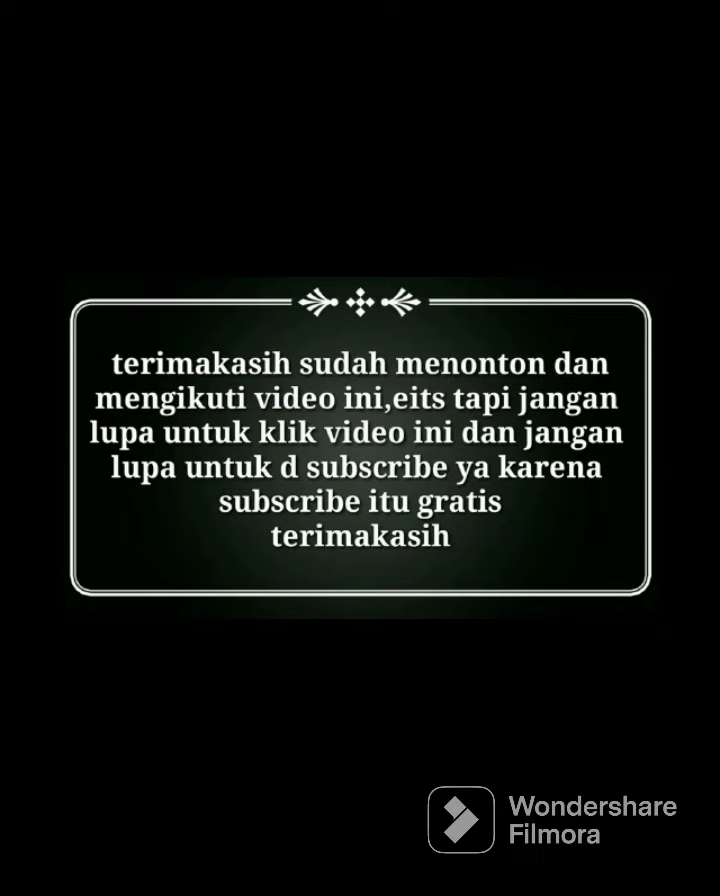 terimakasih sudah menonton dan
mengikuti video ini,eits tapi jangan
lupa untuk klik video ini dan jangan
lupa untuk d subscribe ya karena
subscribe itu gratis
terimakasih
Wondershare
Filmora